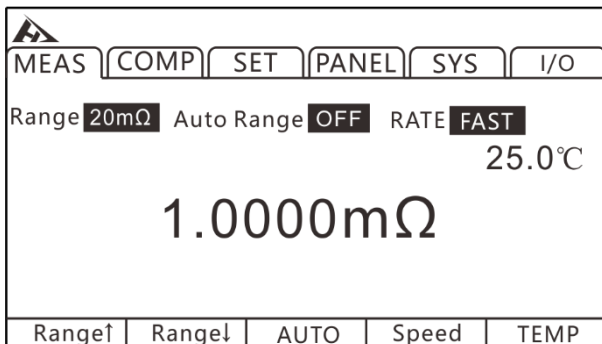 MEAS COMP SET PANEL SYS I/O
Range 20mΩ Auto Range OFF RATE FAST
25.0℃
1.0000mΩ
Range↑ Range↓ AUTO Speed TEMP